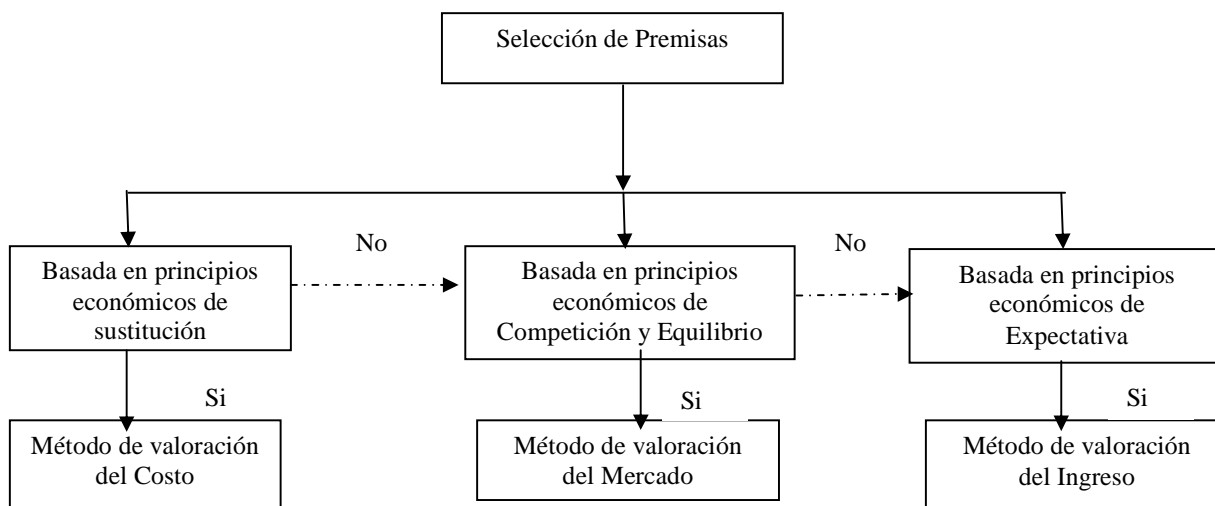 Selección de Premisas
No
No
Basada en principios
económicos de
sustitución
Basada en principios
económicos de
Competición y Equilibrio
Basada en principios
económicos de
Expectativa
Si
Si
Si
Método de valoración
del Costo
Método de valoración
del Mercado
Método de valoración
del Ingreso